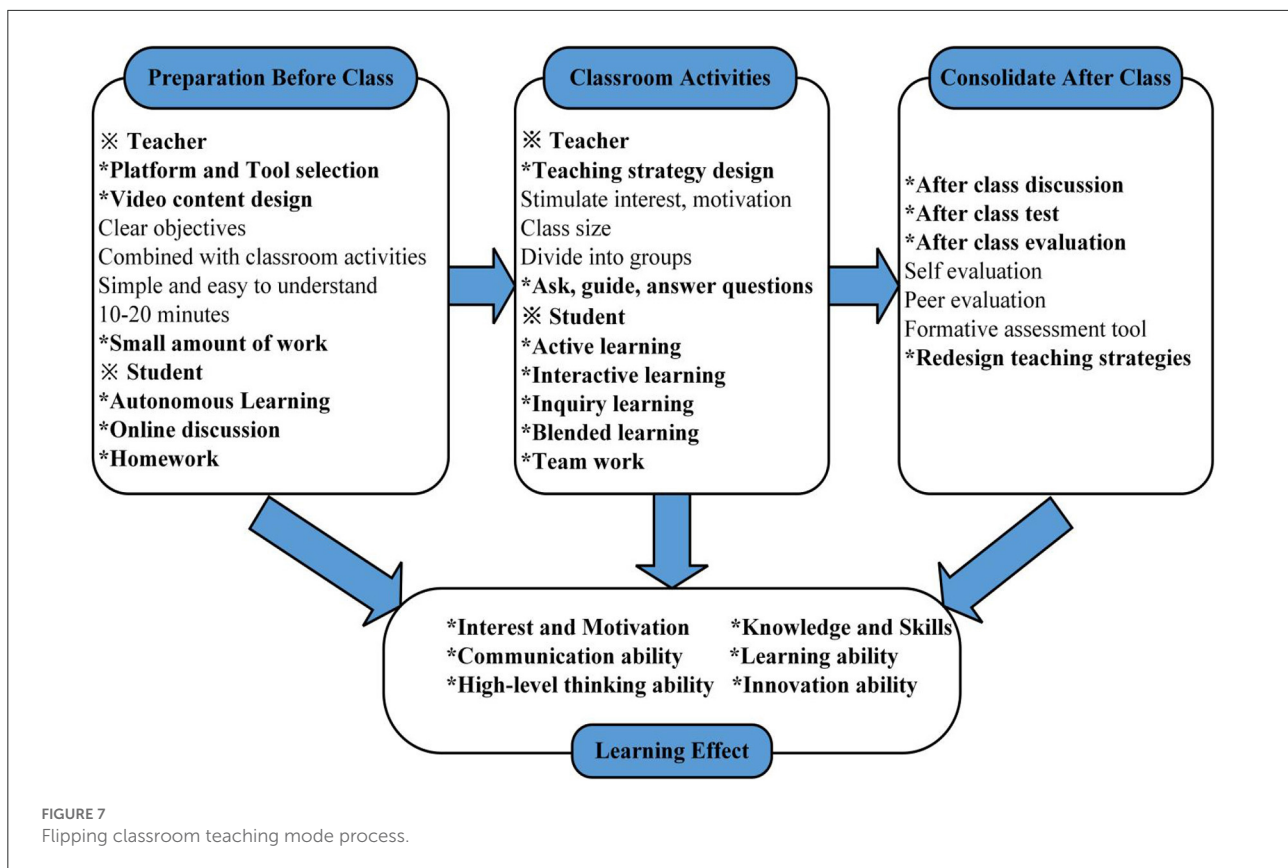 Preparation Before Class
※ Teacher
*Platform and Tool selection
*Video content design
Clear objectives
Combined with classroom activities
Simple and easy to understand
10-20 minutes
*Small amount of work
※ Student
*Autonomous Learning
*Online discussion
*Homework
Classroom Activities
※ Teacher
*Teaching strategy design
Stimulate interest, motivation
Class size
Divide into groups
*Ask, guide, answer questions
※ Student
*Active learning
*Interactive learning
*Inquiry learning
*Blended learning
*Team work
Consolidate After Class
*After class discussion
*After class test
*After class evaluation
Self evaluation
Peer evaluation
Formative assessment tool
*Redesign teaching strategies
*Interest and Motivation *Knowledge and Skills
*Communication ability *Learning ability
*High-level thinking ability *Innovation ability
Learning Effect
FIGURE 7
Flipping classroom teaching mode process.